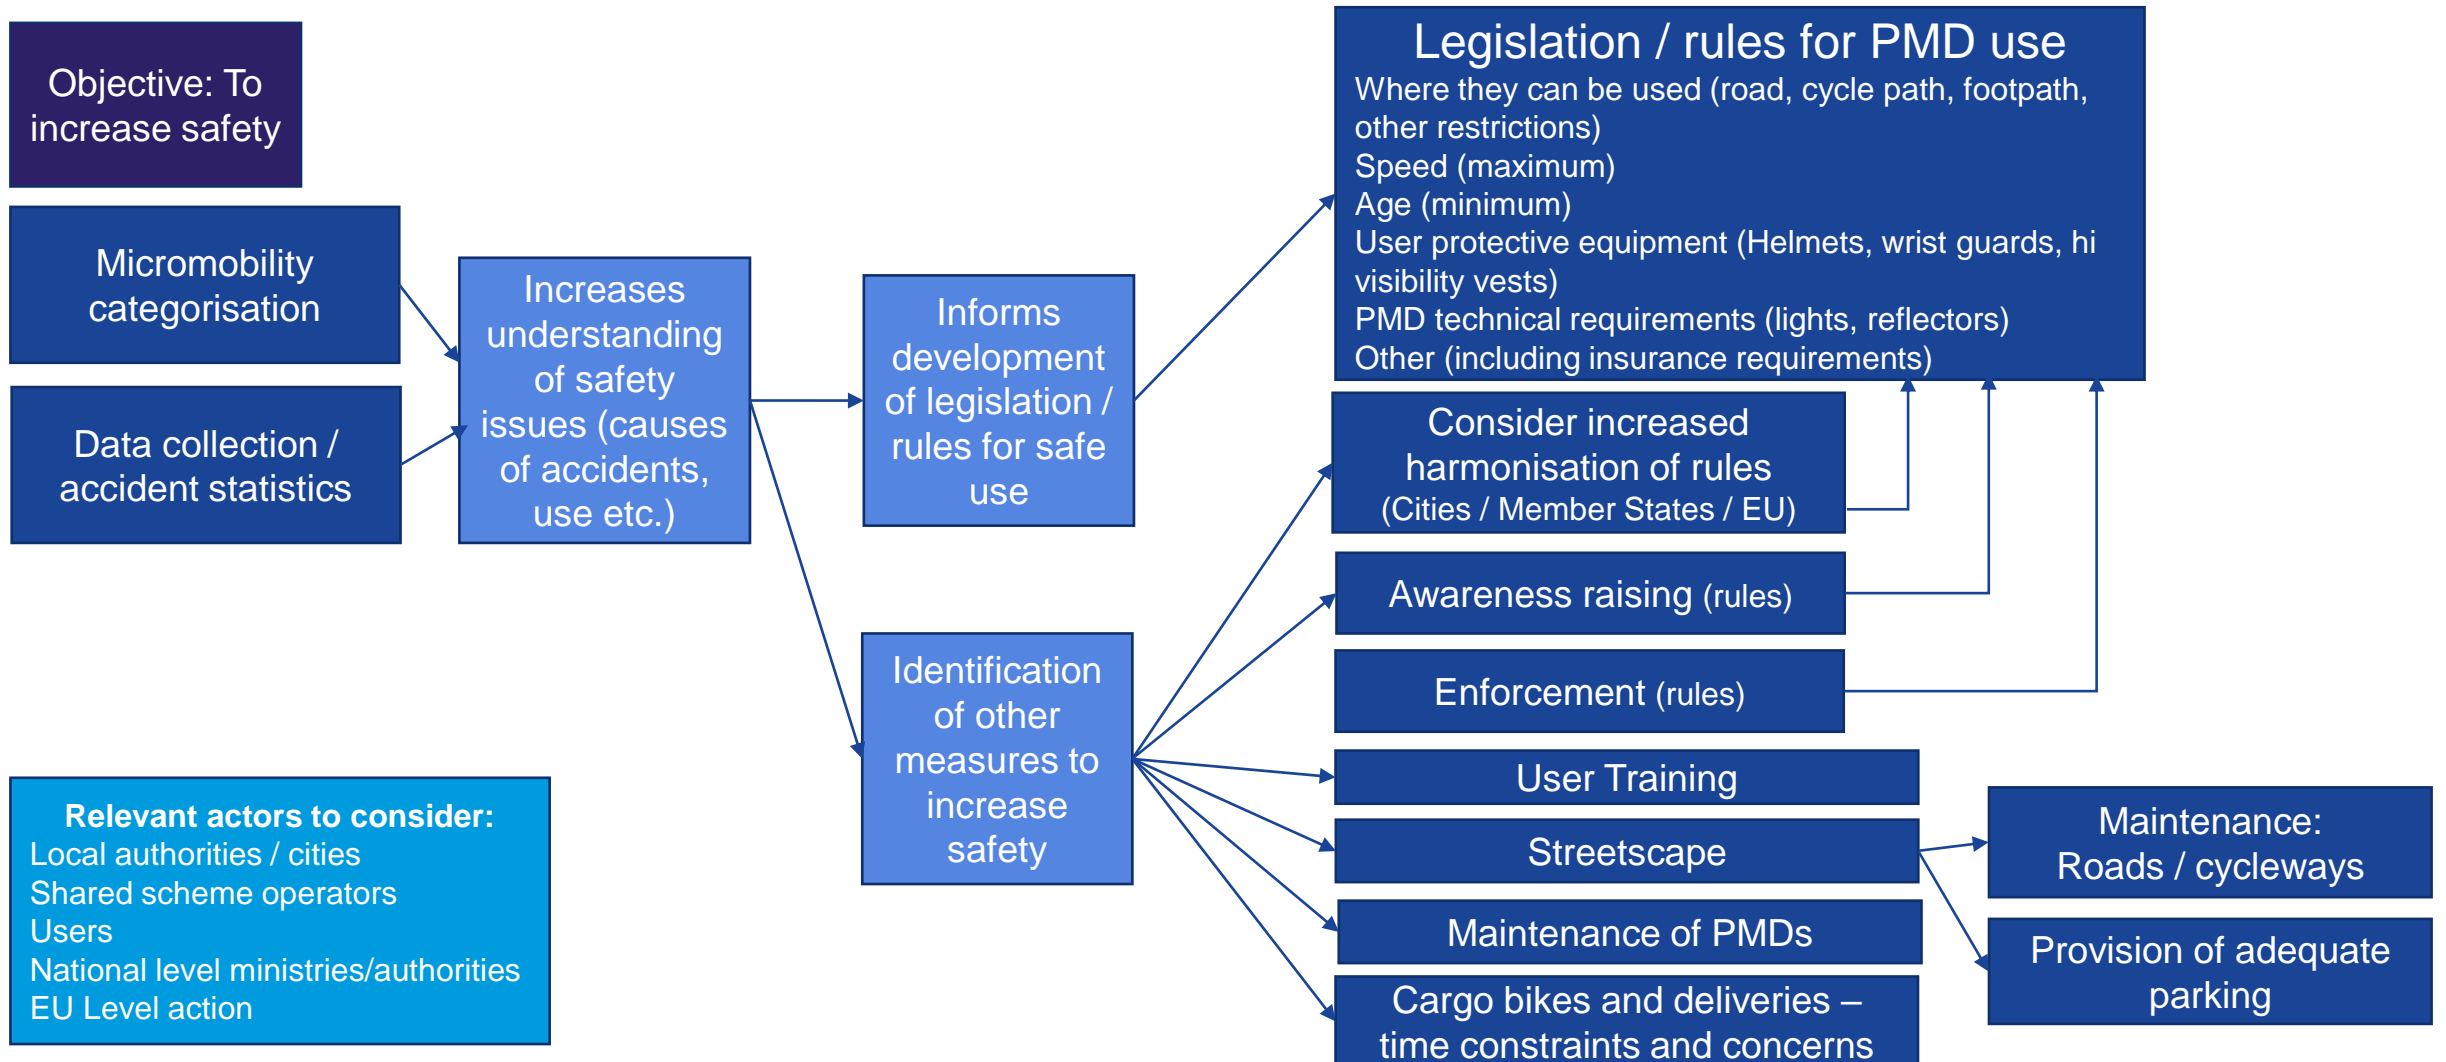 Objective: To
increase safety
Micromobility
categorisation
Data collection /
accident statistics
Increases
understanding
of safety
issues (causes
of accidents,
use etc.)
Informs
development
of legislation /
rules for safe
use
Identification
of other
measures to
increase
safety
Legislation / rules for PMD use
Where they can be used (road, cycle path, footpath,
other restrictions)
Speed (maximum)
Age (minimum)
User protective equipment (Helmets, wrist guards, hi
visibility vests)
PMD technical requirements (lights, reflectors)
Other (including insurance requirements)
Consider increased
harmonisation of rules
(Cities / Member States / EU)
Awareness raising (rules)
Enforcement (rules)
User Training
Streetscape
Maintenance of PMDs
Cargo bikes and deliveries –
time constraints and concerns
Maintenance:
Roads / cycleways
Provision of adequate
parking
Relevant actors to consider:
Local authorities / cities
Shared scheme operators
Users
National level ministries/authorities
EU Level action